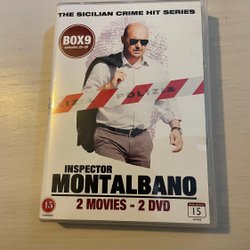 THE SICILIAN CRIME HIT SERIES
BOX9
INSPECTOR
MONTALBANO
2 MOVIES - 2 DVD
15
15